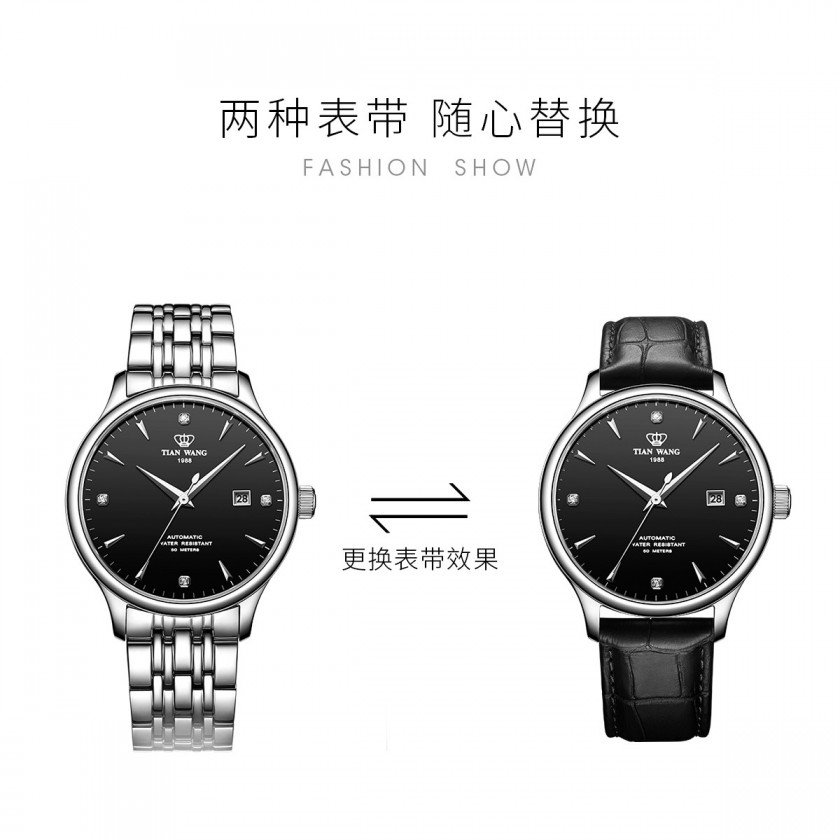 两种表带 随心替换
FASHION SHOW
TIAN WANG
1988
28
AUTOMATIC
WATER RESISTANT
50 METERS
更换表带效果
TIAN WANG
1988
28
AUTOMATIC
WATER RESISTANT
50 METERS